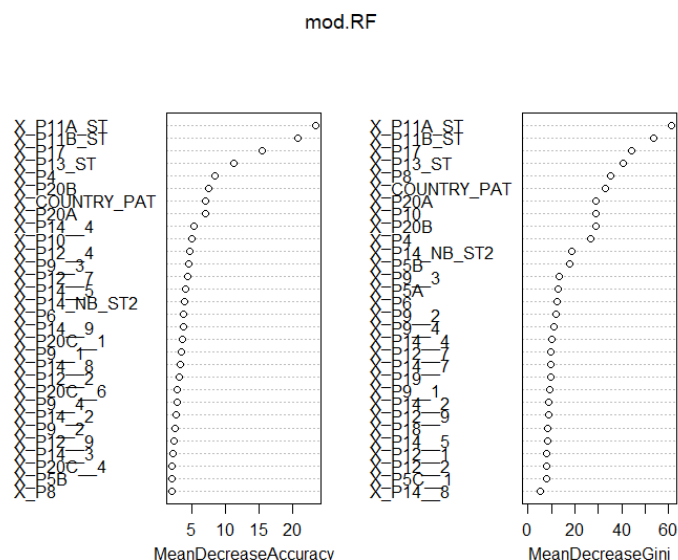 mod.RF
X_P11A_ST
X_P11B_ST
X_P17
X_P13_ST
X_P4
X_P20B
X_COUNTRY_PAT
X_P20A
X_P14__4
X_P10
X_P12__4
X_P9__3
X_P12__7
X_P14__5
X_P14_NB_ST2
X_P6
X_P14__9
X_P20C__1
X_P9__1
X_P14__8
X_P12__2
X_P20C__6
X_P9__4
X_P14__2
X_P9__2
X_P12__9
X_P14__3
X_P20C__4
X_P5B
X_P8
5 10 15 20
MeanDecreaseAccuracy
X_P11A_ST
X_P11B_ST
X_P17
X_P13_ST
X_P8
X_COUNTRY_PAT
X_P20A
X_P10
X_P20B
X_P4
X_P14_NB_ST2
X_P5B
X_P9__3
X_P5A
X_P6
X_P9__2
X_P9__4
X_P14__4
X_P12__7
X_P14__7
X_P19
X_P9__1
X_P14__2
X_P12__9
X_P18
X_P14__5
X_P12__1
X_P12__2
X_P5C__1
X_P14__8
0 20 40 60
MeanDecreaseGini